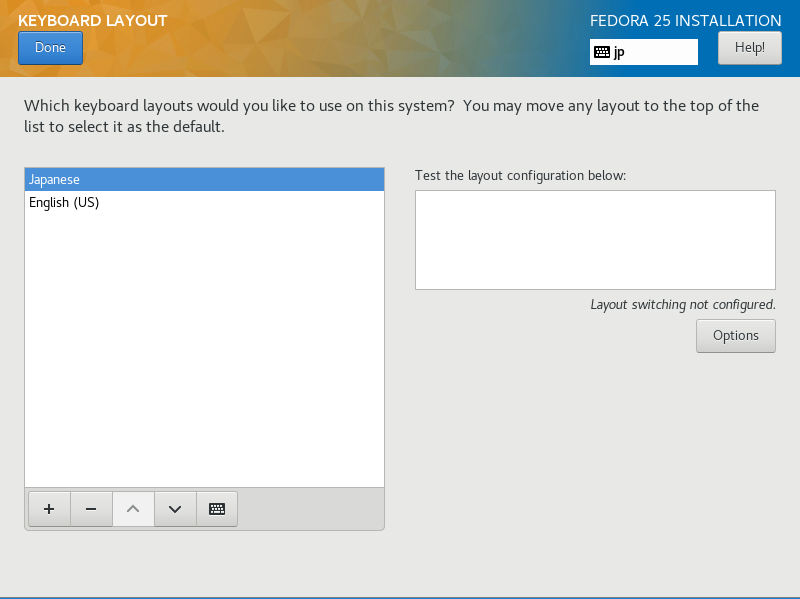 KEYBOARD LAYOUT
FEDORA 25 INSTALLATION
Done
jp
Help!
Which keyboard layouts would you like to use on this system?  You may move any layout to the top of the
list to select it as the default.
Japanese
English (US)
Test the layout configuration below:
Layout switching not configured.
Options